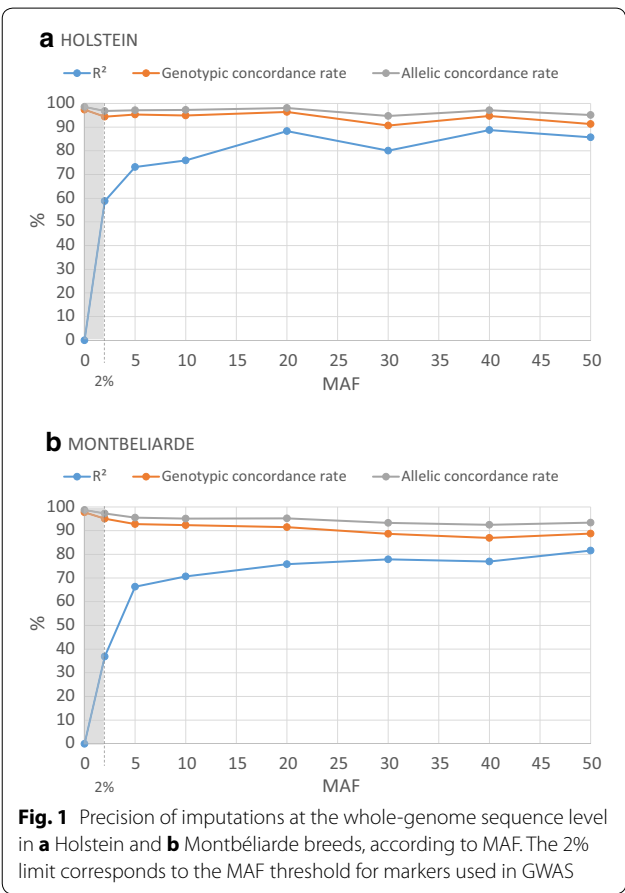 a HOLSTEIN
R² Genotypic concordance rate Allelic concordance rate
100
90
80
70
60
50
40
30
20
10
0
%
0 5 10 15 20 25 30 35 40 45 50
2%
MAF
b MONTBELIARDE
R² Genotypic concordance rate Allelic concordance rate
100
90
80
70
60
50
40
30
20
10
0
%
0 5 10 15 20 25 30 35 40 45 50
2%
MAF
Fig. 1 Precision of imputations at the whole-genome sequence level
in a Holstein and b Montbéliarde breeds, according to MAF. The 2%
limit corresponds to the MAF threshold for markers used in GWAS